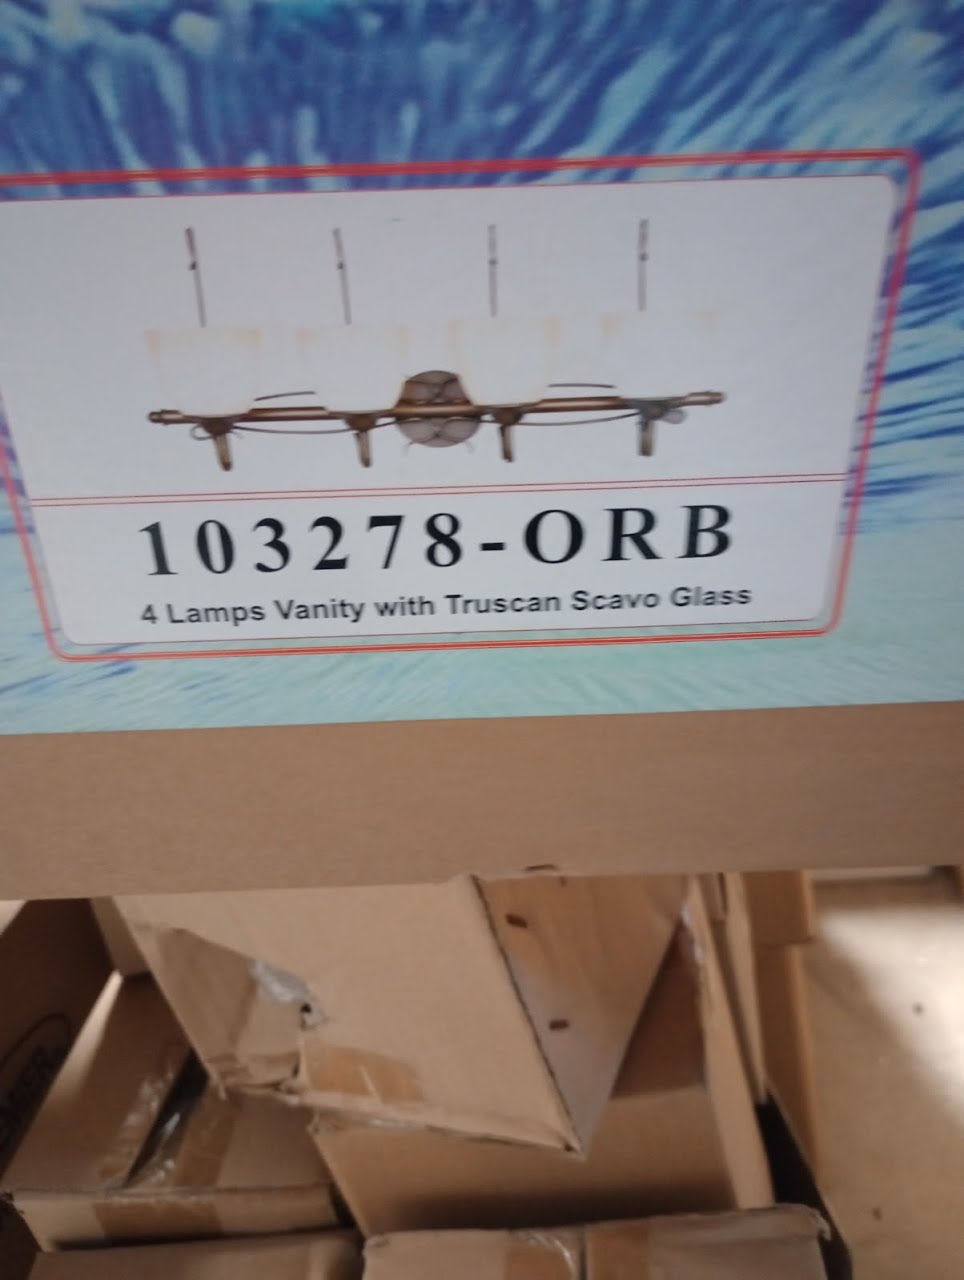 103278-ORB
4 Lamps Vanity with Truscan Scavo Glass